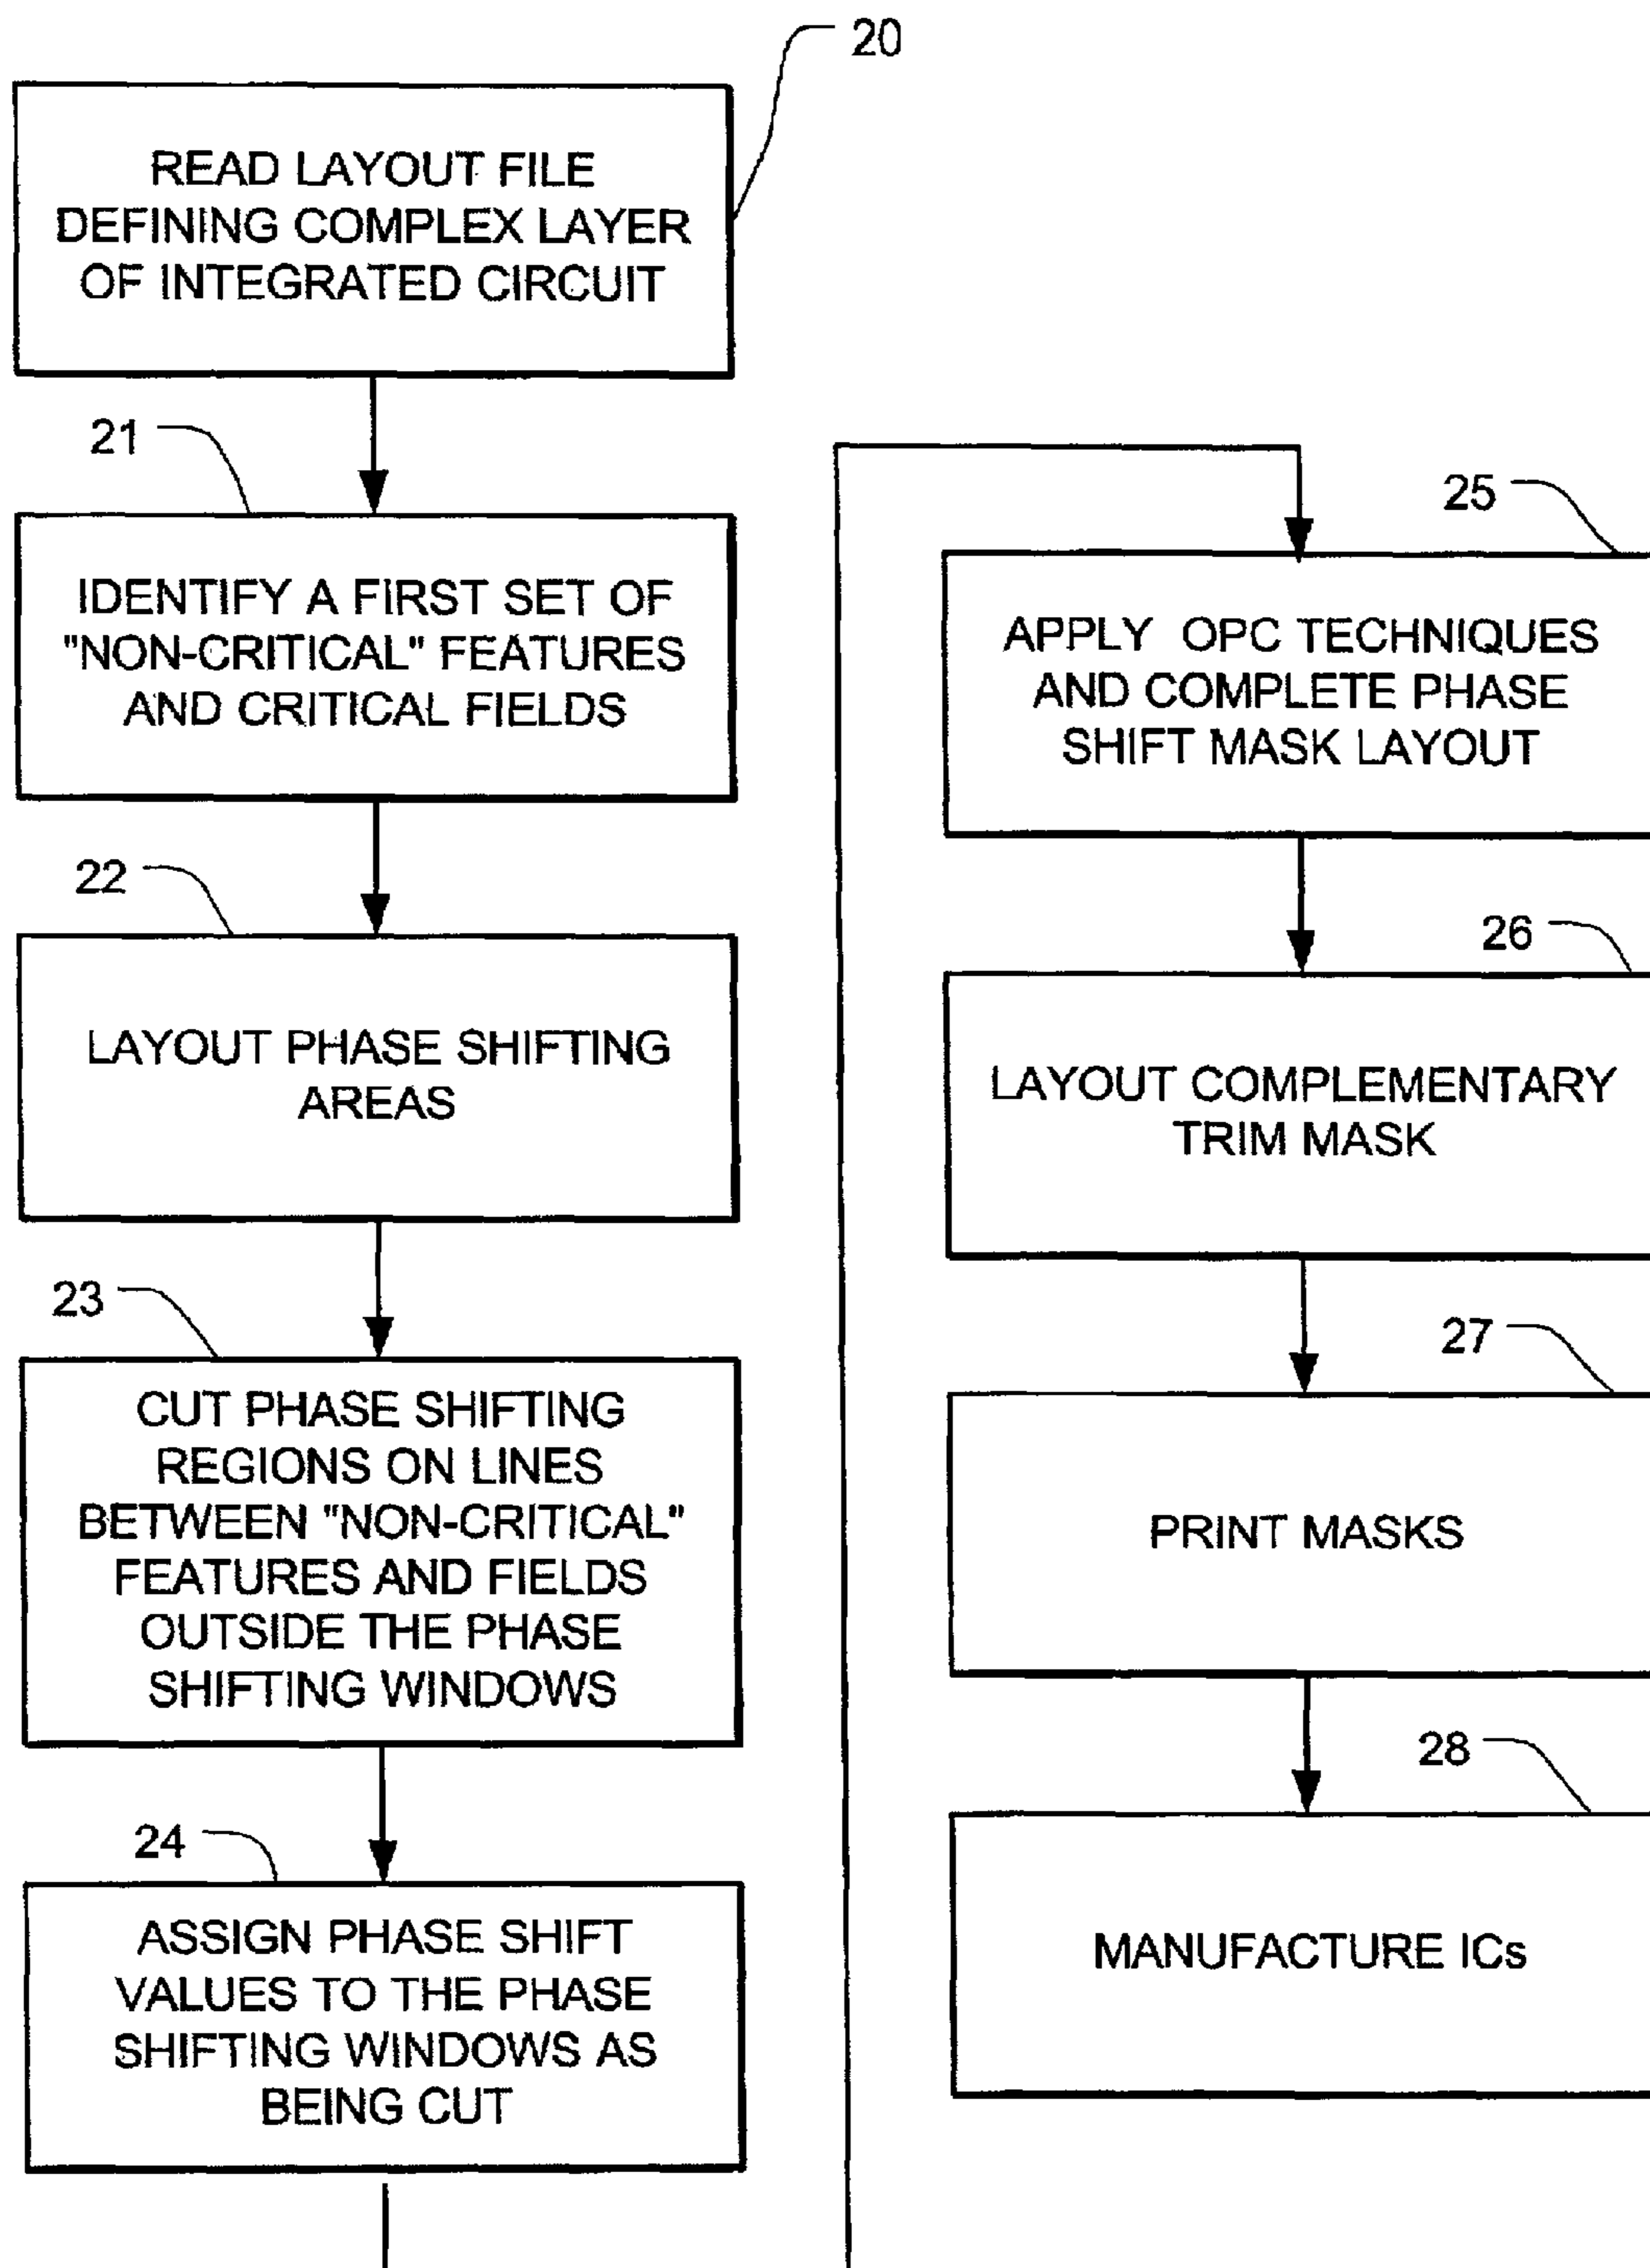 20
READ LAYOUT FILE
DEFINING COMPLEX LAYER
OF INTEGRATED CIRCUIT
21
IDENTIFY A FIRST SET OF
"NON-CRITICAL" FEATURES
AND CRITICAL FIELDS
22
LAYOUT PHASE SHIFTING
AREAS
23
CUT PHASE SHIFTING
REGIONS ON LINES
BETWEEN "NON-CRITICAL"
FEATURES AND FIELDS
OUTSIDE THE PHASE
SHIFTING WINDOWS
24
ASSIGN PHASE SHIFT
VALUES TO THE PHASE
SHIFTING WINDOWS AS
BEING CUT
25
APPLY OPC TECHNIQUES
AND COMPLETE PHASE
SHIFT MASK LAYOUT
26
LAYOUT COMPLEMENTARY
TRIM MASK
27
PRINT MASKS
28
MANUFACTURE ICs